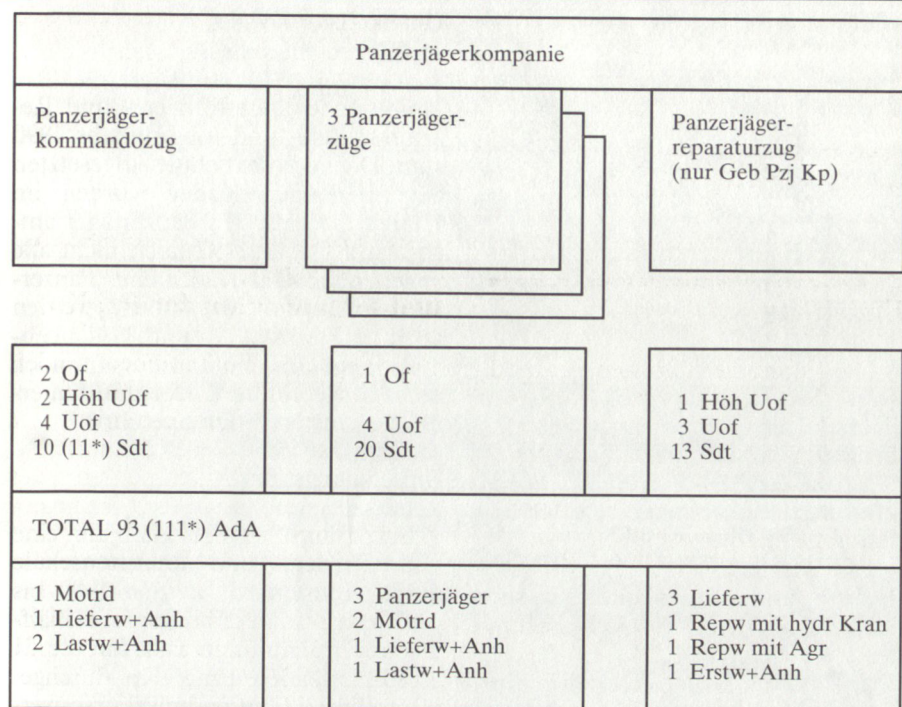 Panzerjägerkompanie
Panzerjäger-
kommandozug
3 Panzerjäger-
züge
Panzerjäger-
reparaturzug
(nur Geb Pzj Kp)
2 Of
2 Höh Uof
4 Uof
10 (11*) Sdt
1 Of
4 Uof
20 Sdt
1 Höh Uof
3 Uof
13 Sdt
TOTAL 93 (111*) AdA
1 Motrd
1 Lieferw+Anh
2 Lastw+Anh
3 Panzerjäger
2 Motrd
1 Lieferw+Anh
1 Lastw+Anh
3 Lieferw
1 Repw mit hydr Kran
1 Repw mit Agr
1 Erstw+Anh